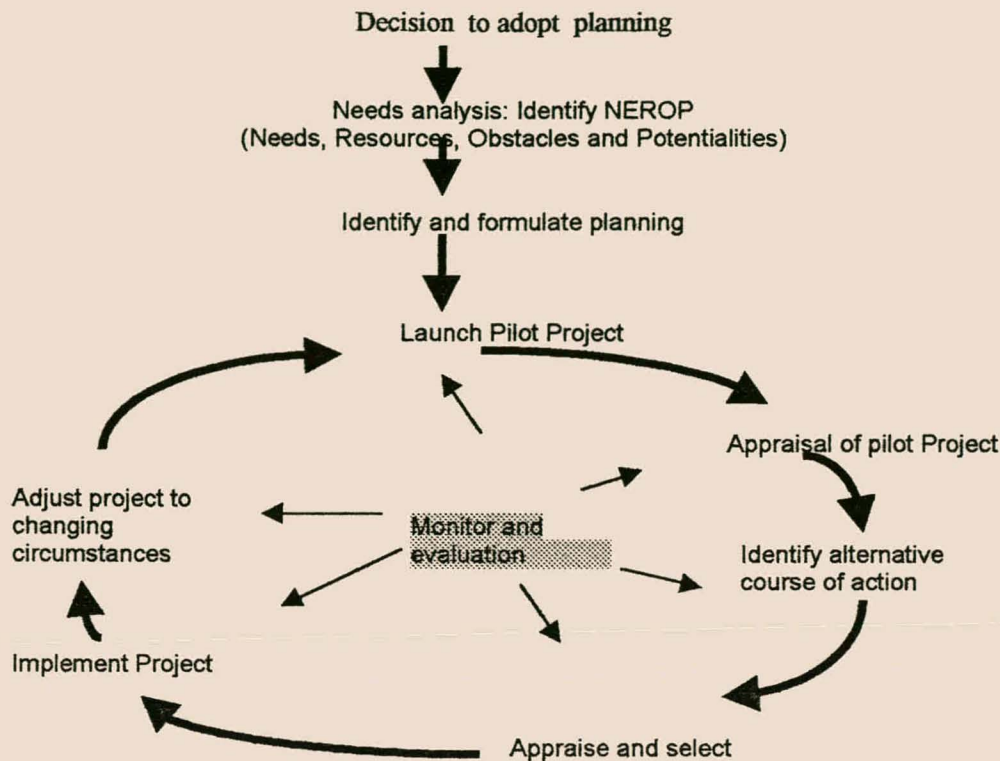 Decision to adopt planning
Needs analysis: Identify NEROP
(Needs, Resources, Obstacles and Potentialities)
Identify and formulate planning
Launch Pilot Project
Appraisal of pilot Project
Adjust project to
changing
circumstances
Monitor and
evaluation
Identify alternative
course of action
Implement Project
Appraise and select